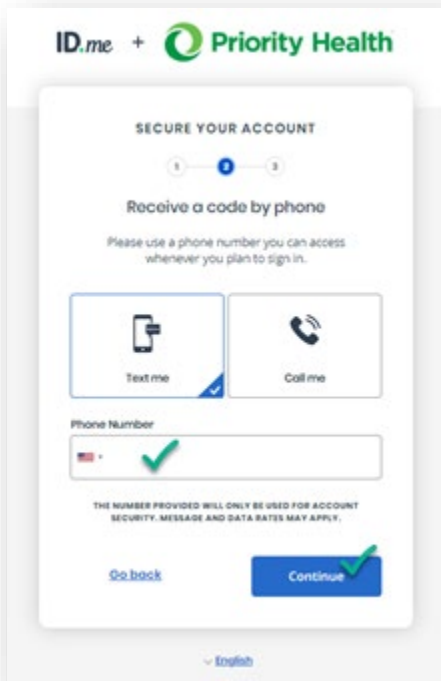 ID.me + Priority Health
SECURE YOUR ACCOUNT
1 2 3
Receive a code by phone
Please use a phone number you can access
whenever you plan to sign in.
Text me Call me
Phone Number
THE NUMBER PROVIDED WILL ONLY BE USED FOR ACCOUNT
SECURITY. MESSAGE AND DATA RATES MAY APPLY.
Go back Continue
English